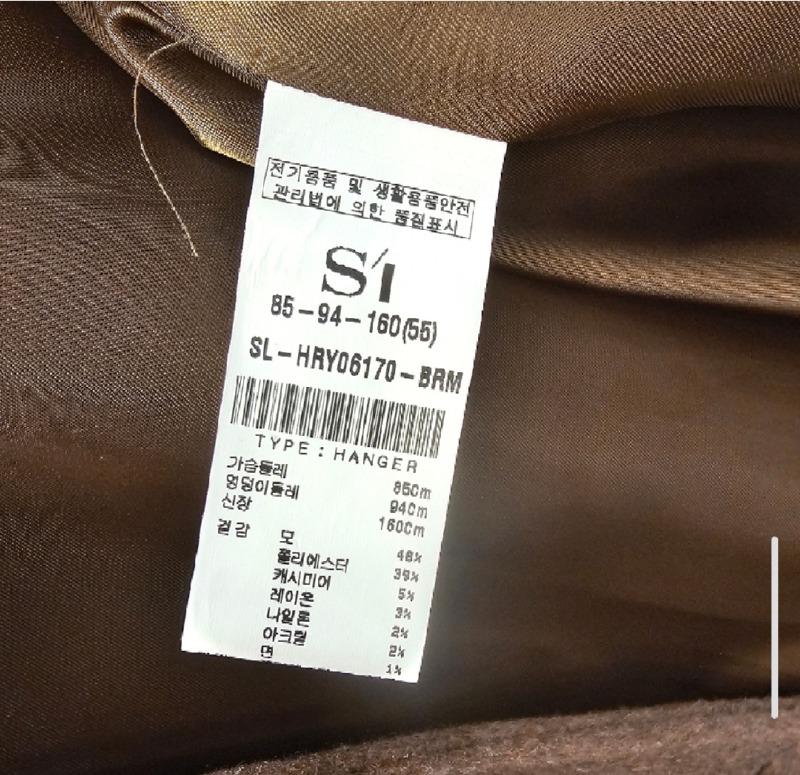 전기용품 및 생활용품안전
관리법에 의한 품질표시
S'I
85-94-160(55)
SL-HRY06170-BRM
TYPE : HANGER
가슴둘레 85cm
엉덩이둘레 94cm
신장 160cm
겉감 모 48%
폴리에스터 39%
캐시미어 5%
레이온 3%
나일론 2%
아크릴 2%
면 1%